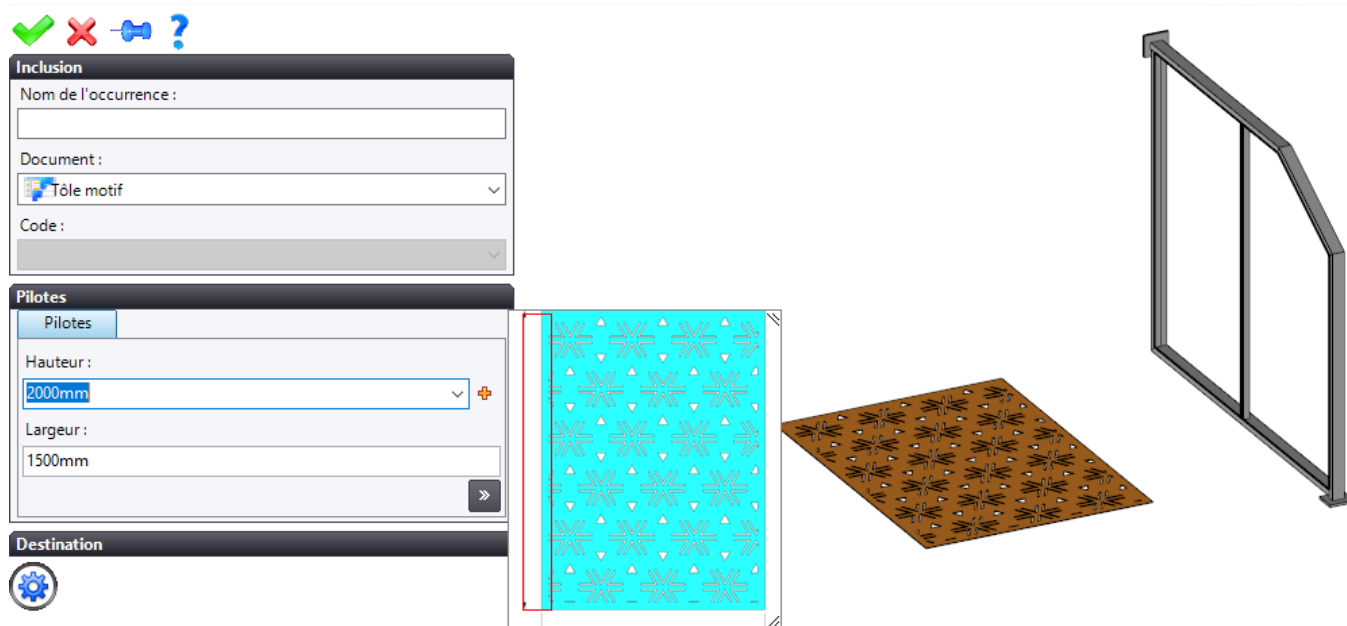 Inclusion
Nom de l'occurrence :
Document :
Tôle motif
Code :
Pilotes
Pilotes
Hauteur :
2000mm
Largeur :
1500mm
Destination